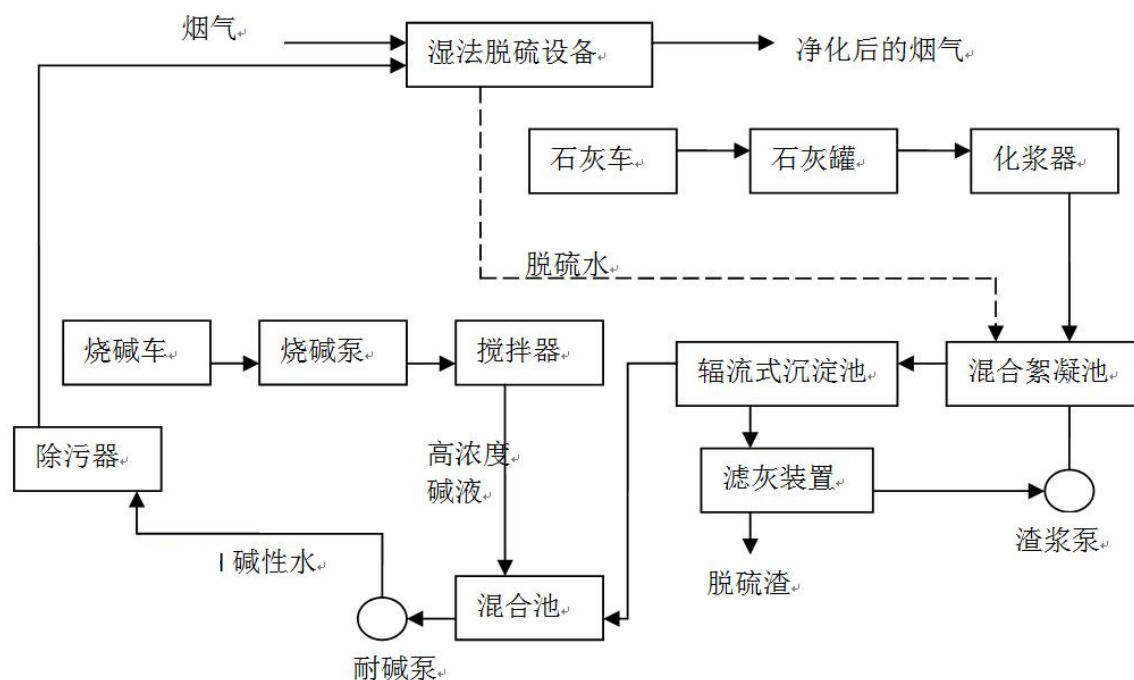 烟气
湿法脱硫设备
净化后的烟气
石灰车
石灰罐
化浆器
脱硫水
烧碱车
烧碱泵
搅拌器
辐流式沉淀池
混合絮凝池
除污器
高浓度
碱液
滤灰装置
渣浆泵
碱性水
脱硫渣
混合池
耐碱泵